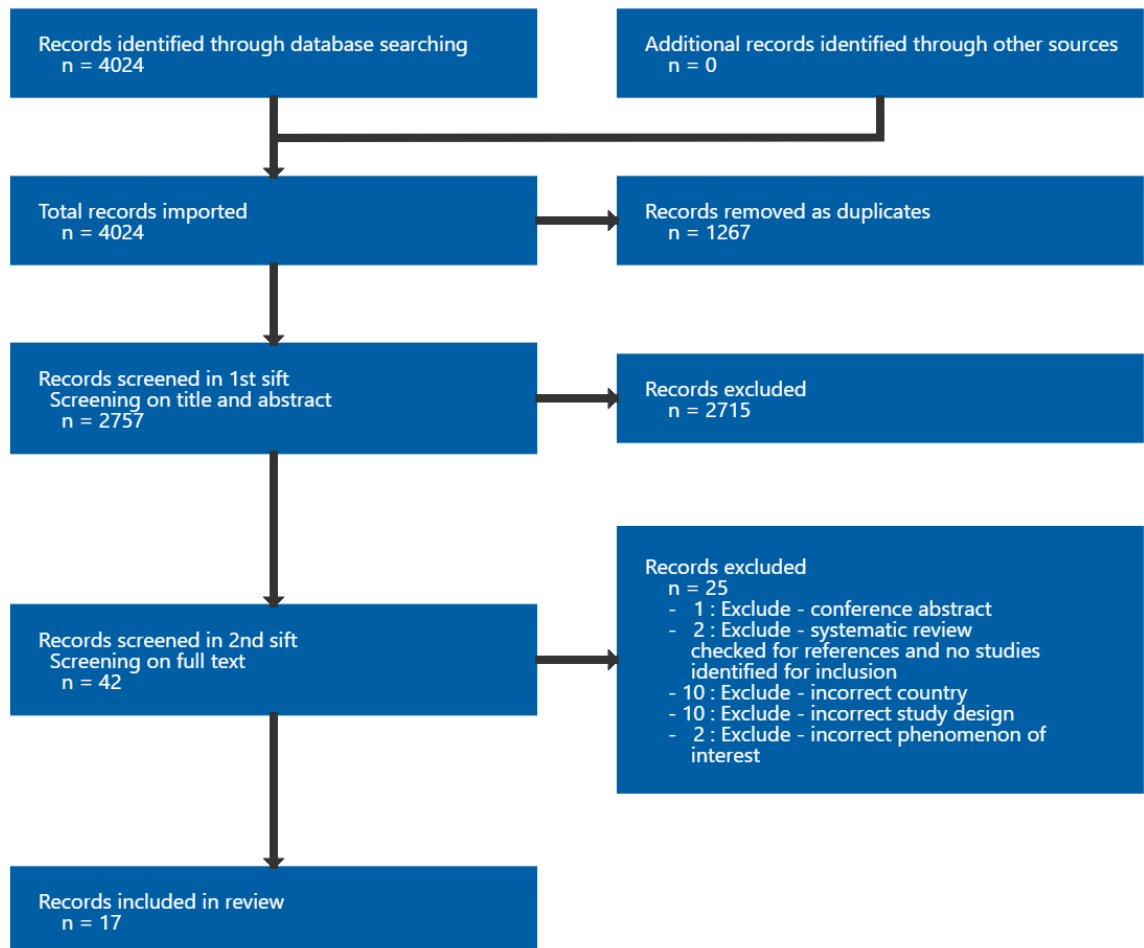 Records identified through database searching
n = 4024
Additional records identified through other sources
n = 0
Total records imported
n = 4024
Records removed as duplicates
n = 1267
Records screened in 1st sift
Screening on title and abstract
n = 2757
Records excluded
n = 2715
Records screened in 2nd sift
Screening on full text
n = 42
Records excluded
n = 25
- 1 : Exclude - conference abstract
- 2 : Exclude - systematic review
checked for references and no studies
identified for inclusion
- 10 : Exclude - incorrect country
- 10 : Exclude - incorrect study design
- 2 : Exclude - incorrect phenomenon of
interest
Records included in review
n = 17